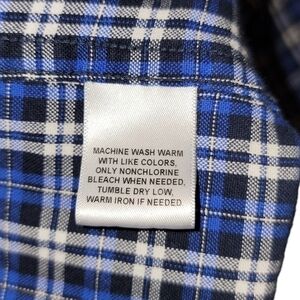 MACHINE WASH WARM
WITH LIKE COLORS,
ONLY NONCHLORINE
BLEACH WHEN NEEDED,
TUMBLE DRY LOW,
WARM IRON IF NEEDED